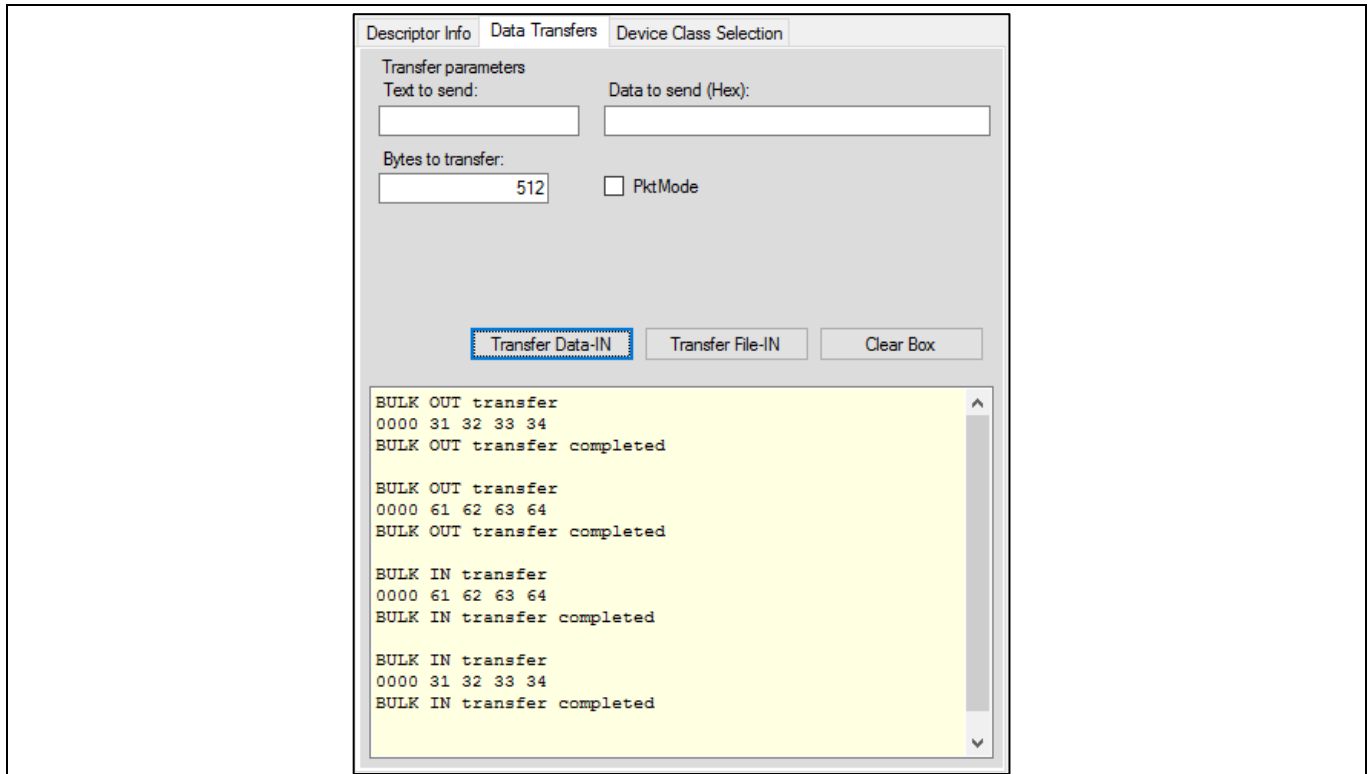 Descriptor Info Data Transfers Device Class Selection
Transfer parameters
Text to send: Data to send (Hex):
Bytes to transfer:
512 PktMode
Transfer Data-IN Transfer File-IN Clear Box
BULK OUT transfer
0000 31 32 33 34
BULK OUT transfer completed
BULK OUT transfer
0000 61 62 63 64
BULK OUT transfer completed
BULK IN transfer
0000 61 62 63 64
BULK IN transfer completed
BULK IN transfer
0000 31 32 33 34
BULK IN transfer completed